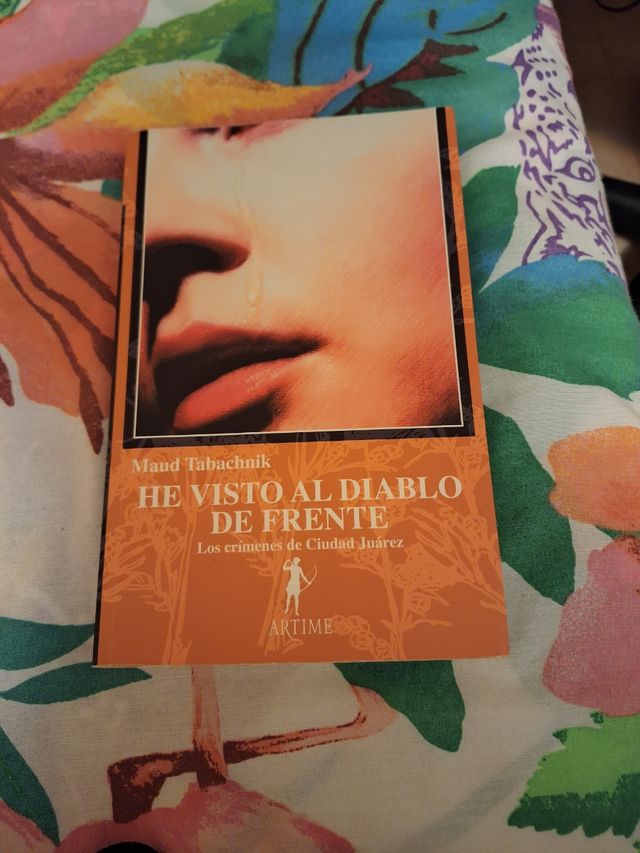 Maud Tabachnik
HE VISTO AL DIABLO
DE FRENTE
Los crímenes de Ciudad Juárez
ARTIME